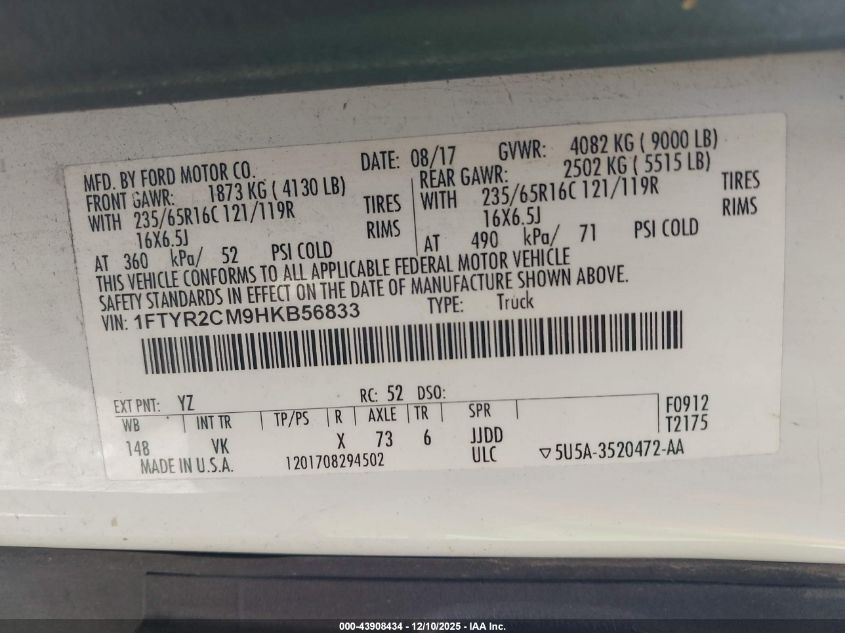 MFD. BY FORD MOTOR CO. DATE: 08/17 GVWR: 4082 KG ( 9000 LB)
FRONT GAWR: 1873 KG ( 4130 LB) REAR GAWR: 2502 KG ( 5515 LB)
WITH 235/65R16C 121/119R TIRES WITH 235/65R16C 121/119R TIRES
16X6.5J RIMS 16X6.5J RIMS
AT 360 kPa/ 52 PSI COLD AT 490 kPa/ 71 PSI COLD
THIS VEHICLE CONFORMS TO ALL APPLICABLE FEDERAL MOTOR VEHICLE
SAFETY STANDARDS IN EFFECT ON THE DATE OF MANUFACTURE SHOWN ABOVE.
VIN: 1FTYR2CM9HKB56833 TYPE: Truck
EXT PNT: YZ RC: 52 DSO:
WB INT TR TP/PS R AXLE TR SPR F0912
148 VK X 73 6 JJDD T2175
MADE IN U.S.A. 1201708294502 ULC ▽5U5A-3520472-AA
000-43908434 - 12/10/2025 - IAA Inc.